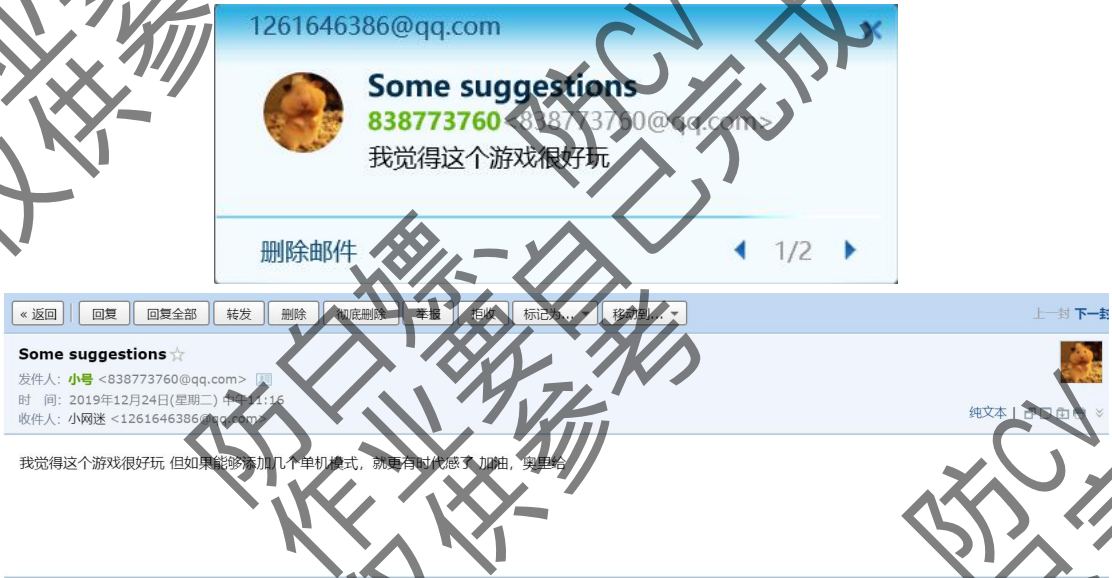 1261646386@qq.com
Some suggestions
838773760<838773760@qq.com>
我觉得这个游戏很好玩
删除邮件
1/2
« 返回 回复 回复全部 转发 删除 彻底删除 举报 拒收 标记为... 移动到... 上一封 下一封
Some suggestions
发件人：小号 <838773760@qq.com>
时 间：2019年12月24日(星期二) 中午11:16
收件人：小网迷 <1261646386@qq.com>
纯文本 |
我觉得这个游戏很好玩 但如果能够添加几个单机模式，就更有时代感了 加油，奥里给
防白嫖、防CV
作业要自己完成
仅供参考
防CV